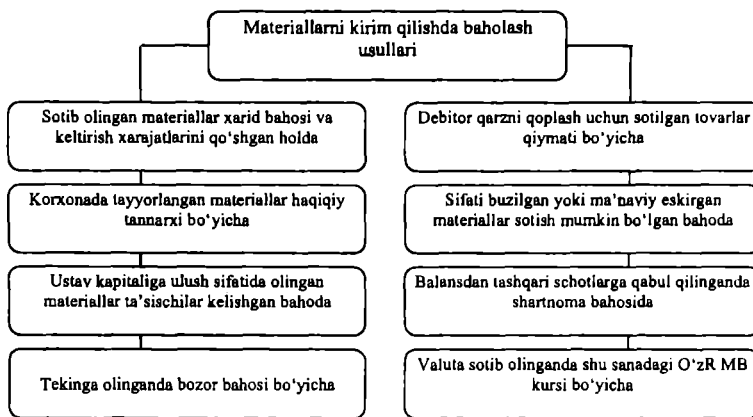 Materiallarni kirim qilishda baholash
usullari
Sotib olingan materiallar xarid bahosi va
keltirish xarajatlarini qo‘shgan holda
Korxonada tayyorlangan materiallar haqiqiy
tannarxi bo‘yicha
Ustav kapitaliga ulush sifatida olingan
materiallar ta’sischilar kelishgan bahoda
Tekinga olinganda bozor bahosi bo‘yicha
Debitor qarzni qoplash uchun sotilgan tovarlar
qiymati bo‘yicha
Sifati buzilgan yoki ma’naviy eskirgan
materiallar sotish mumkin bo‘lgan bahoda
Balansdan tashqari schotlarga qabul qilinganda
shartnoma bahosida
Valuta sotib olinganda shu sanadagi O‘zR MB
kursi bo‘yicha